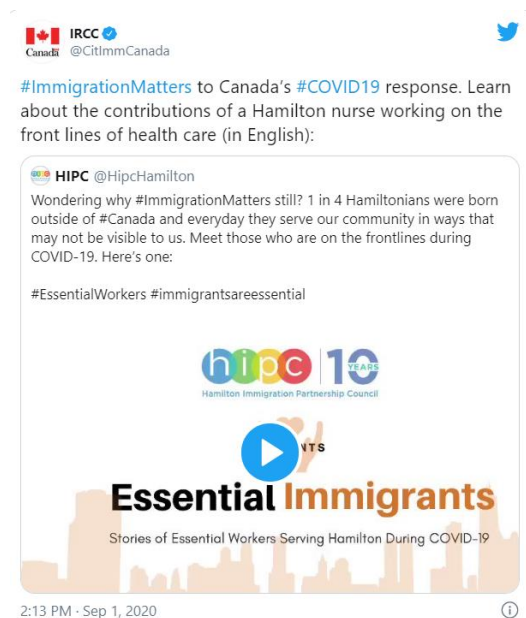 IRCC
Canada @CitImmCanada
#ImmigrationMatters to Canada's #COVID19 response. Learn
about the contributions of a Hamilton nurse working on the
front lines of health care (in English):
HIPC @HipcHamilton
Wondering why #ImmigrationMatters still? 1 in 4 Hamiltonians were born
outside of #Canada and everyday they serve our community in ways that
may not be visible to us. Meet those who are on the frontlines during
COVID-19. Here's one:
#EssentialWorkers #immigrantsareessential
hipc 10 YEARS
Hamilton Immigration Partnership Council
Essential Immigrants
Stories of Essential Workers Serving Hamilton During COVID-19
2:13 PM · Sep 1, 2020